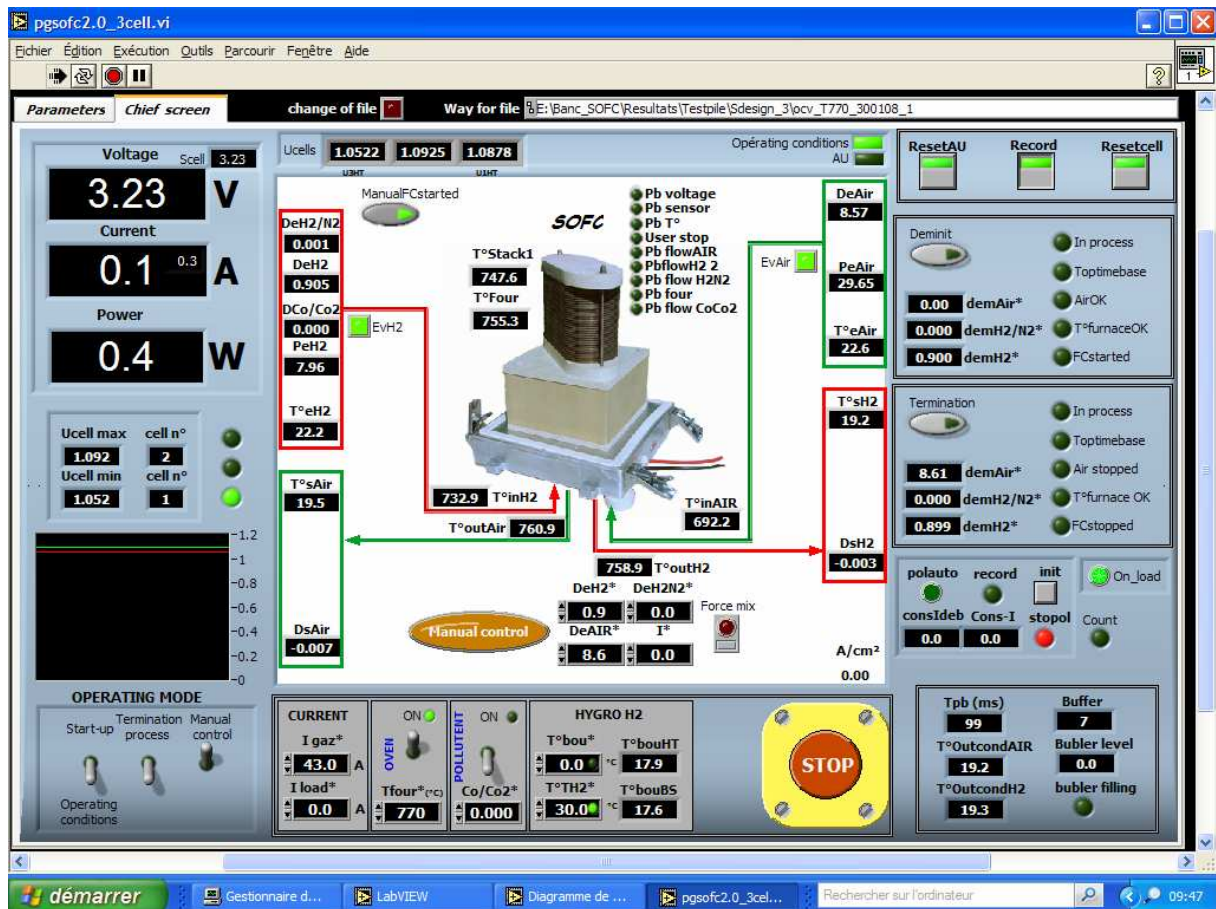 pgsofc2.0_3cell.vi
Fichier Édition Exécution Outils Parcourir Fenêtre Aide
Parameters Chief screen change of file Way for file E:\Banc_SOFC\Resultats\Testpile\Sdesign_3\ocv_T770_300108_1
Voltage Scell 3.23
3.23 V
Current
0.1 0.3 A
Power
0.4 W
Ucell max cell n°
1.092 2
Ucell min cell n°
1.052 1
1.2
1
0.8
0.6
0.4
0.2
0
OPERATING MODE
Start-up Termination process Manual control
Operating conditions
Ucells 1.0522 1.0925 1.0878
U3HT U1HT
Opérating conditions
AU
ManualFCstarted
SOFC
Pb voltage
Pb sensor
Pb T°
User stop
Pb flowAIR
PbflowH2 2
Pb flow H2N2
Pb four
Pb flow CoCo2
DeH2/N2
0.001
DeH2
0.905
DCo/Co2
0.000
PeH2
7.96
T°eH2
22.2
EvH2
T°Stack1
747.6
T°Four
755.3
EvAir
DeAir
8.57
PeAir
29.65
T°eAir
22.6
T°sH2
19.2
DsH2
-0.003
T°sAir
19.5
DsAir
-0.007
732.9 T°inH2
T°outAir 760.9
T°inAIR
692.2
758.9 T°outH2
DeH2* DeH2N2*
0.9 0.0
DeAIR* I*
8.6 0.0
Force mix
Manual control
A/cm²
0.00
CURRENT
I gaz*
43.0 A
I load*
0.0 A
OVEN ON
Tfour*(°C)
770
POLLUTENT ON
Co/Co2*
0.000
HYGRO H2
T°bou* T°bouHT
0.0 °C 17.9
T°TH2* T°bouBS
30.0 °C 17.6
STOP
ResetAU Record Resetcell
Deminit
In process
Toptimebase
0.00 demAir* AirOK
0.000 demH2/N2* T°furnaceOK
0.900 demH2* FCstarted
Termination
In process
Toptimebase
8.61 demAir* Air stopped
0.000 demH2/N2* T°furnace OK
0.899 demH2* FCstopped
polauto record init On_load
consIdeb Cons-I stopol Count
0.0 0.0
Tpb (ms) Buffer
99 7
T°OutcondAIR Bubler level
19.2 0.0
T°OutcondH2 bubler filling
19.3
démarrer Gestionnaire d... LabVIEW Diagramme de ... pgsofc2.0_3cel... Rechercher sur l'ordinateur 09:47